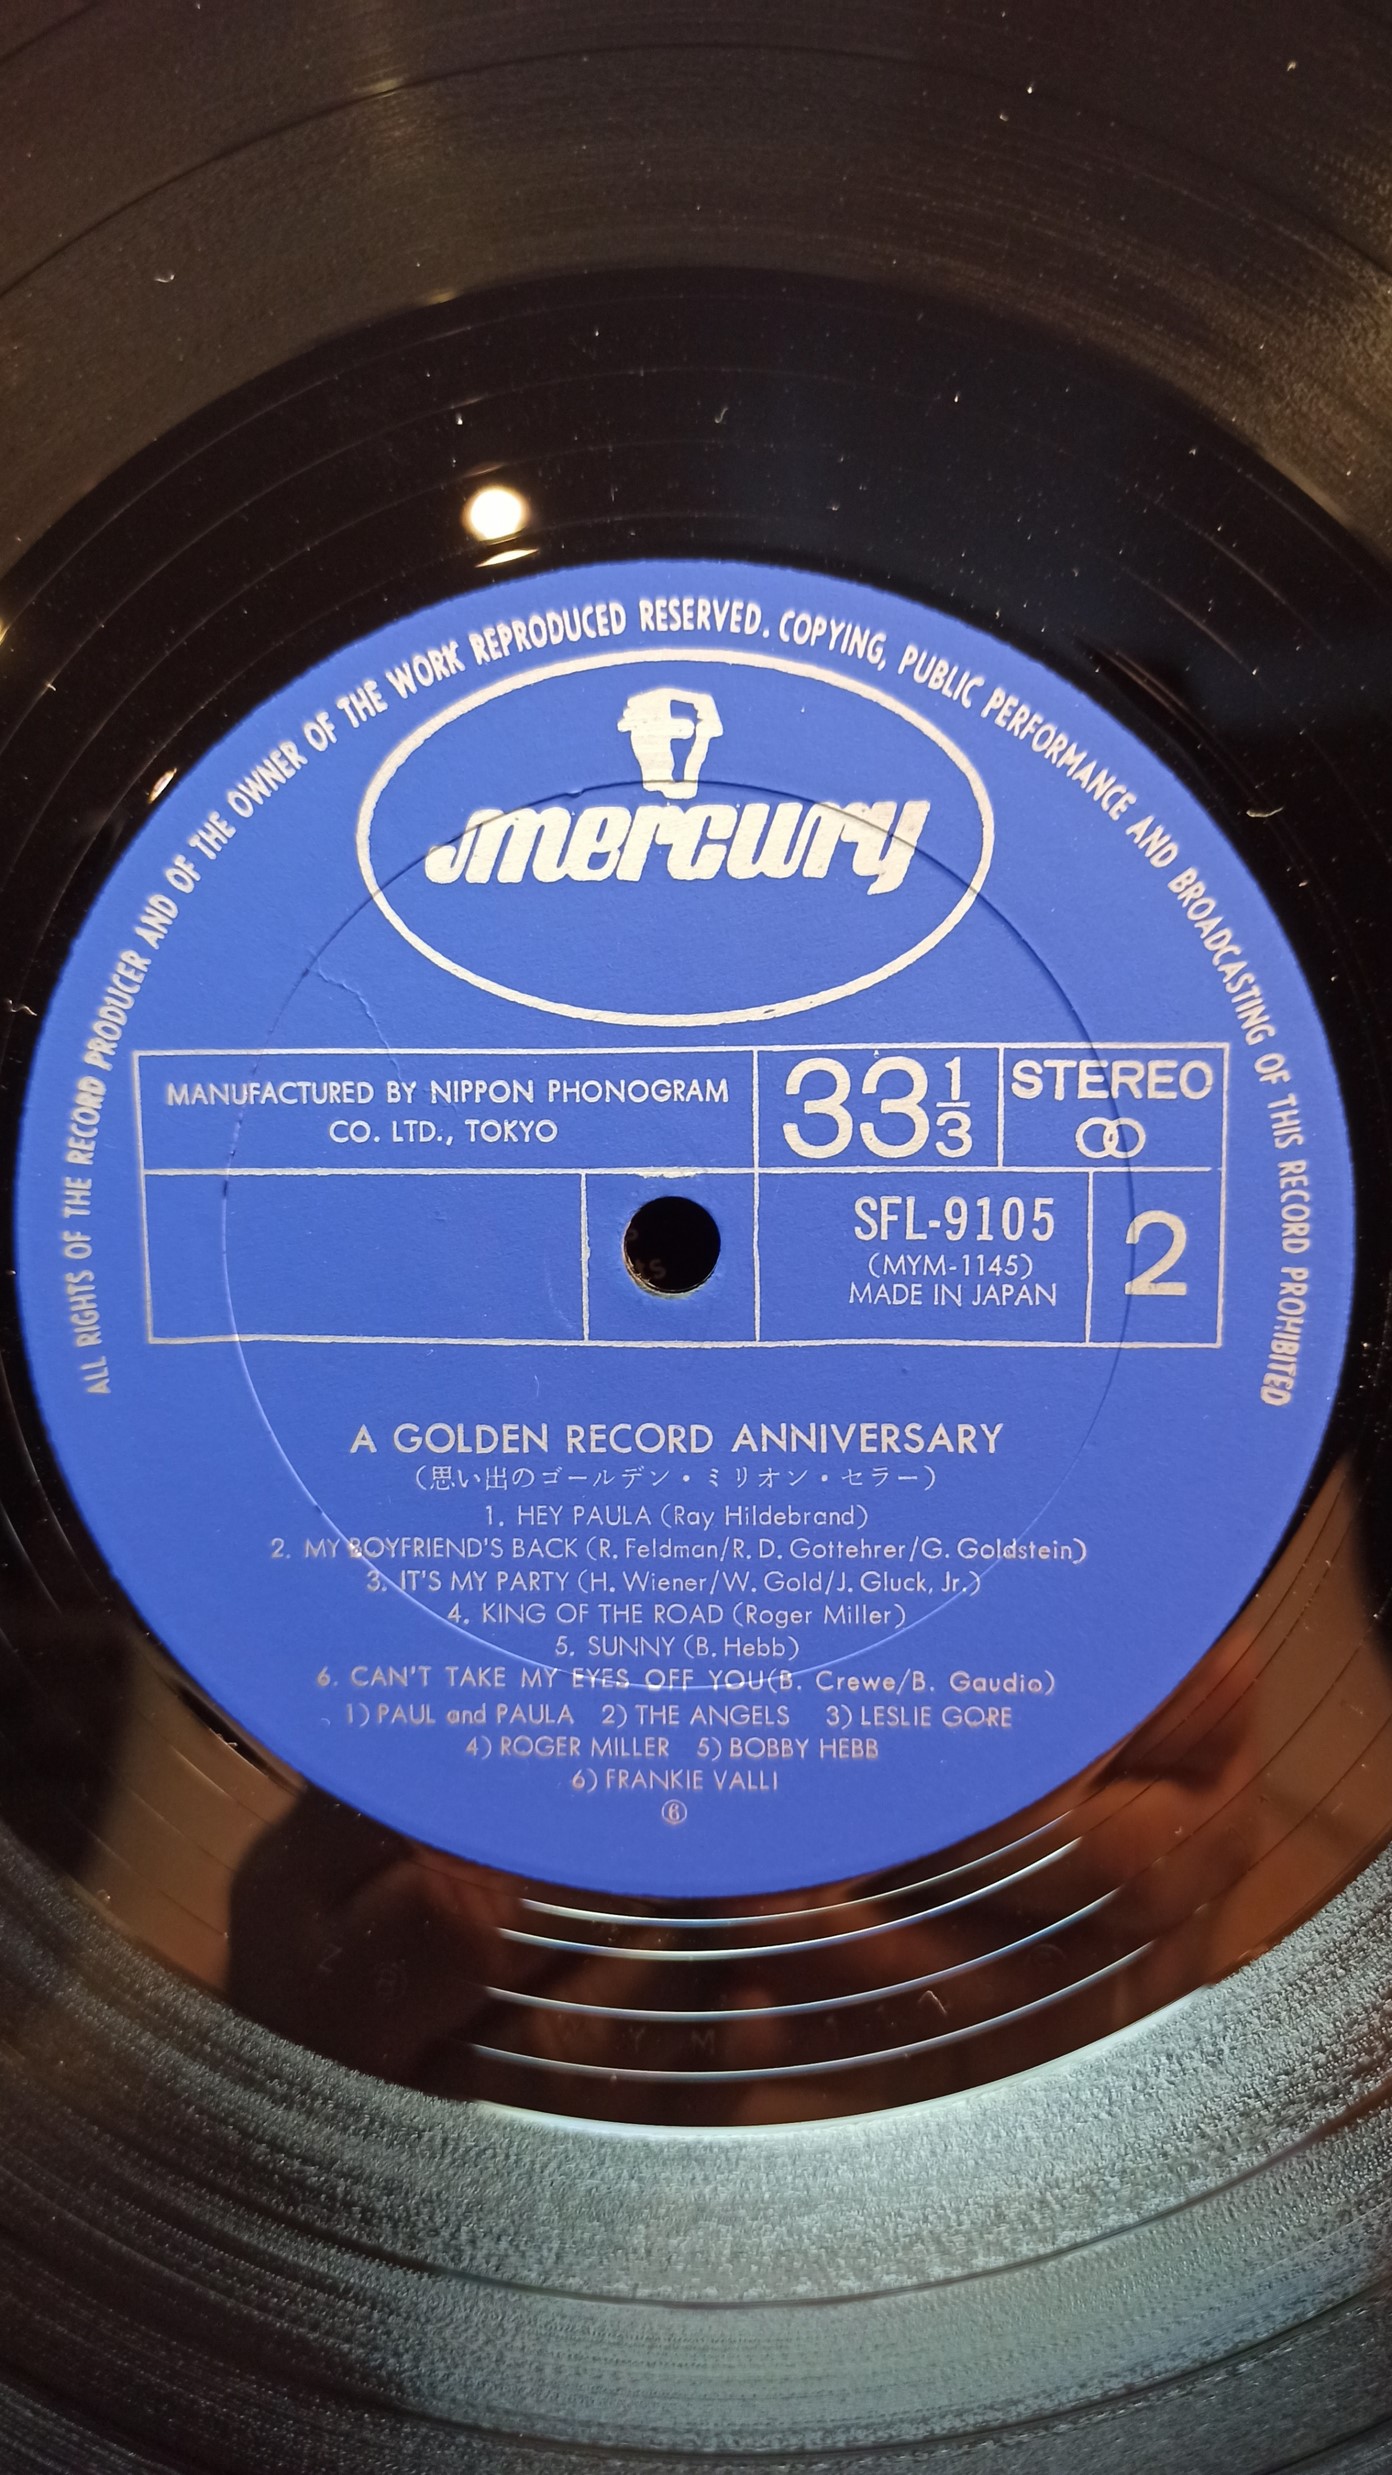 ALL RIGHTS OF THE RECORD PRODUCER AND OF THE OWNER OF THE WORK REPRODUCED RESERVED. COPYING, PUBLIC PERFORMANCE AND BROADCASTING OF THIS RECORD PROHIBITED
mercury
MANUFACTURED BY NIPPON PHONOGRAM
CO. LTD., TOKYO
33 1/3
STEREO
SFL-9105
(MYM-1145)
MADE IN JAPAN
2
A GOLDEN RECORD ANNIVERSARY
(思い出のゴールデン・ミリオン・セラー)
1. HEY PAULA (Ray Hildebrand)
2. MY BOYFRIEND'S BACK (R. Feldman/R. D. Gottehrer/G. Goldstein)
3. IT'S MY PARTY (H. Wiener/W. Gold/J. Gluck, Jr.)
4. KING OF THE ROAD (Roger Miller)
5. SUNNY (B. Hebb)
6. CAN'T TAKE MY EYES OFF YOU(B. Crewe/B. Gaudio)
1) PAUL and PAULA 2) THE ANGELS 3) LESLIE GORE
4) ROGER MILLER 5) BOBBY HEBB
6) FRANKIE VALLI